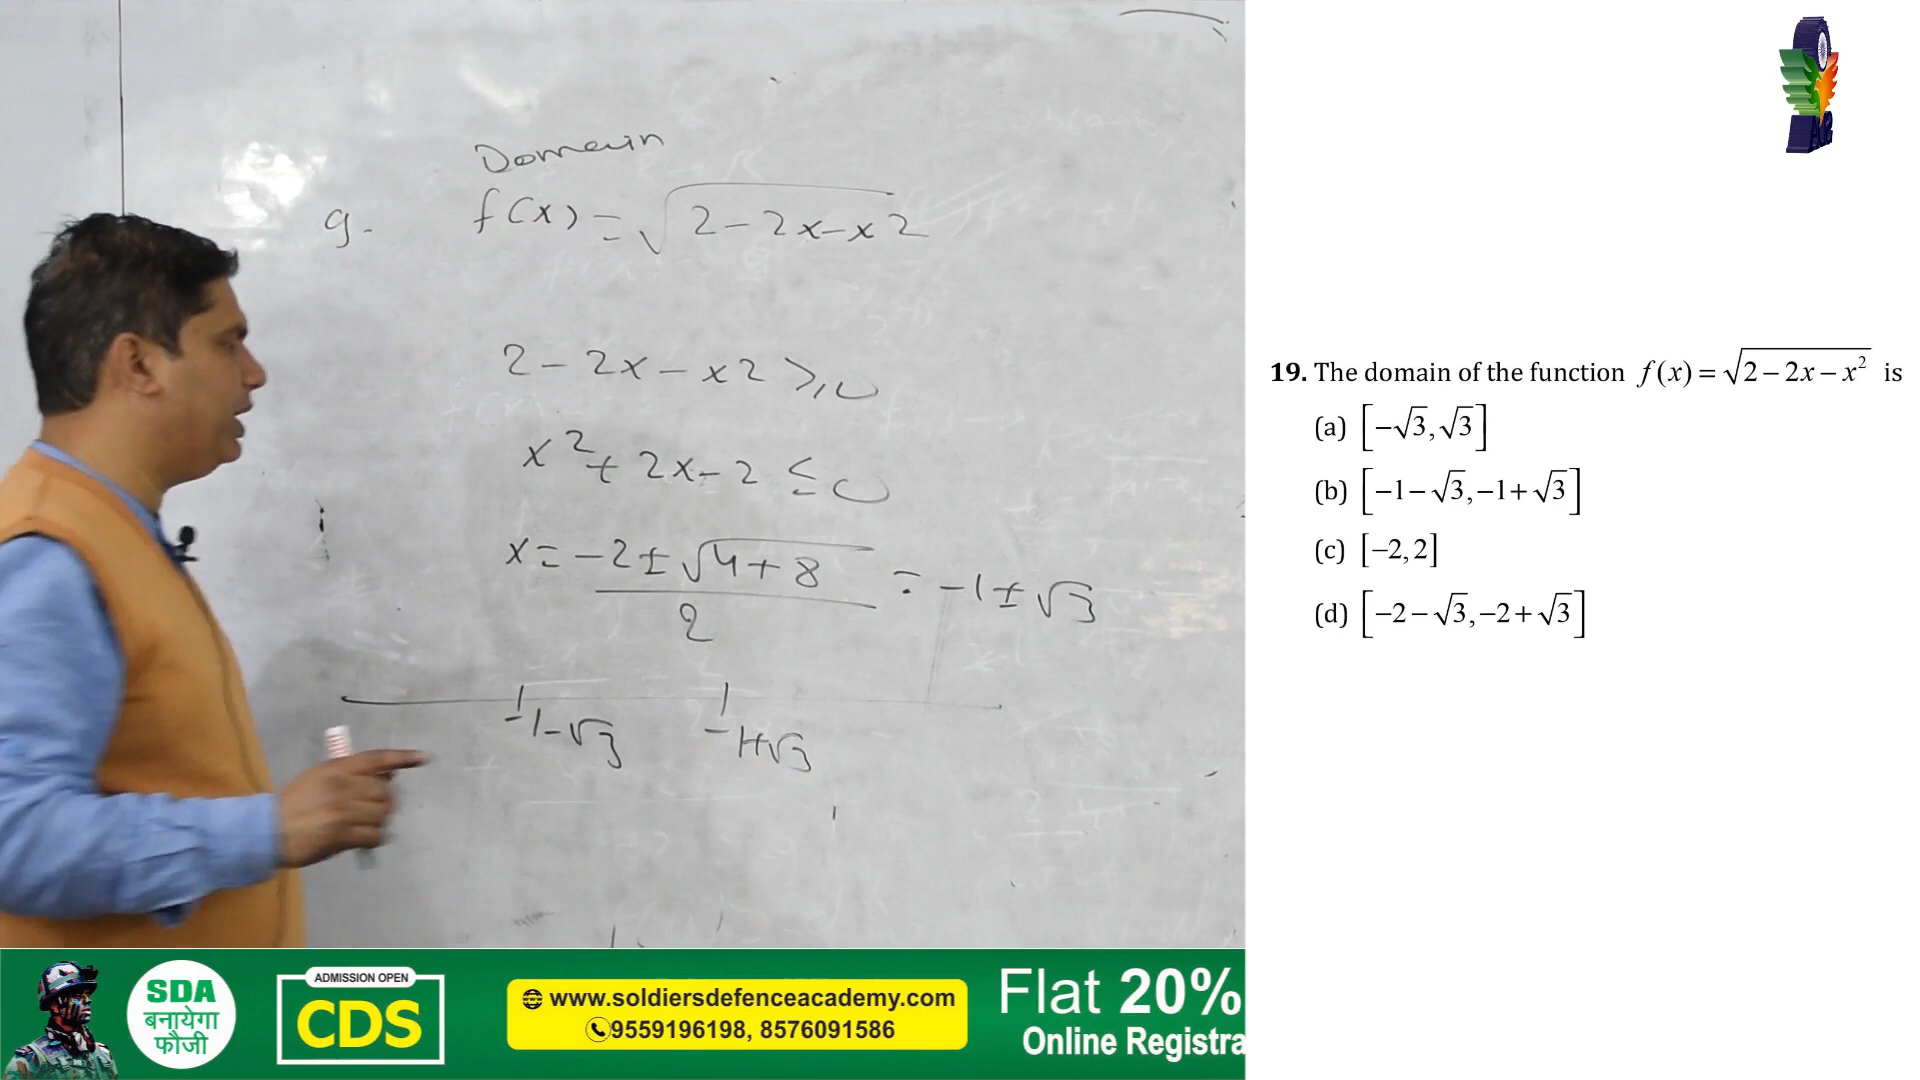 Domain
9. f(x) = √2-2x-x2
2-2x-x2 ≥ 0
x²+2x-2 ≤ 0
x = -2±√4+8 / 2 = -1±√3
-1-√3 -1+√3
19. The domain of the function f(x) = √2-2x-x² is
(a) [-√3, √3]
(b) [-1-√3, -1+√3]
(c) [-2, 2]
(d) [-2-√3, -2+√3]
SDA
बनायेगा
फौजी
ADMISSION OPEN
CDS
www.soldiersdefenceacademy.com
9559196198, 8576091586
Flat 20%
Online Registra